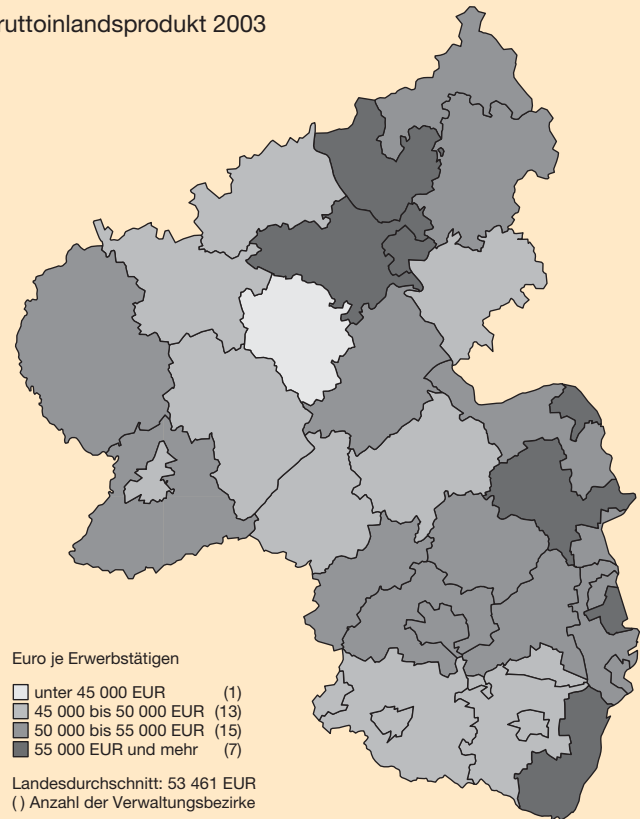 ruttoinlandsprodukt 2003
Euro je Erwerbstätigen
unter 45 000 EUR (1)
45 000 bis 50 000 EUR (13)
50 000 bis 55 000 EUR (15)
55 000 EUR und mehr (7)
Landesdurchschnitt: 53 461 EUR
( ) Anzahl der Verwaltungsbezirke